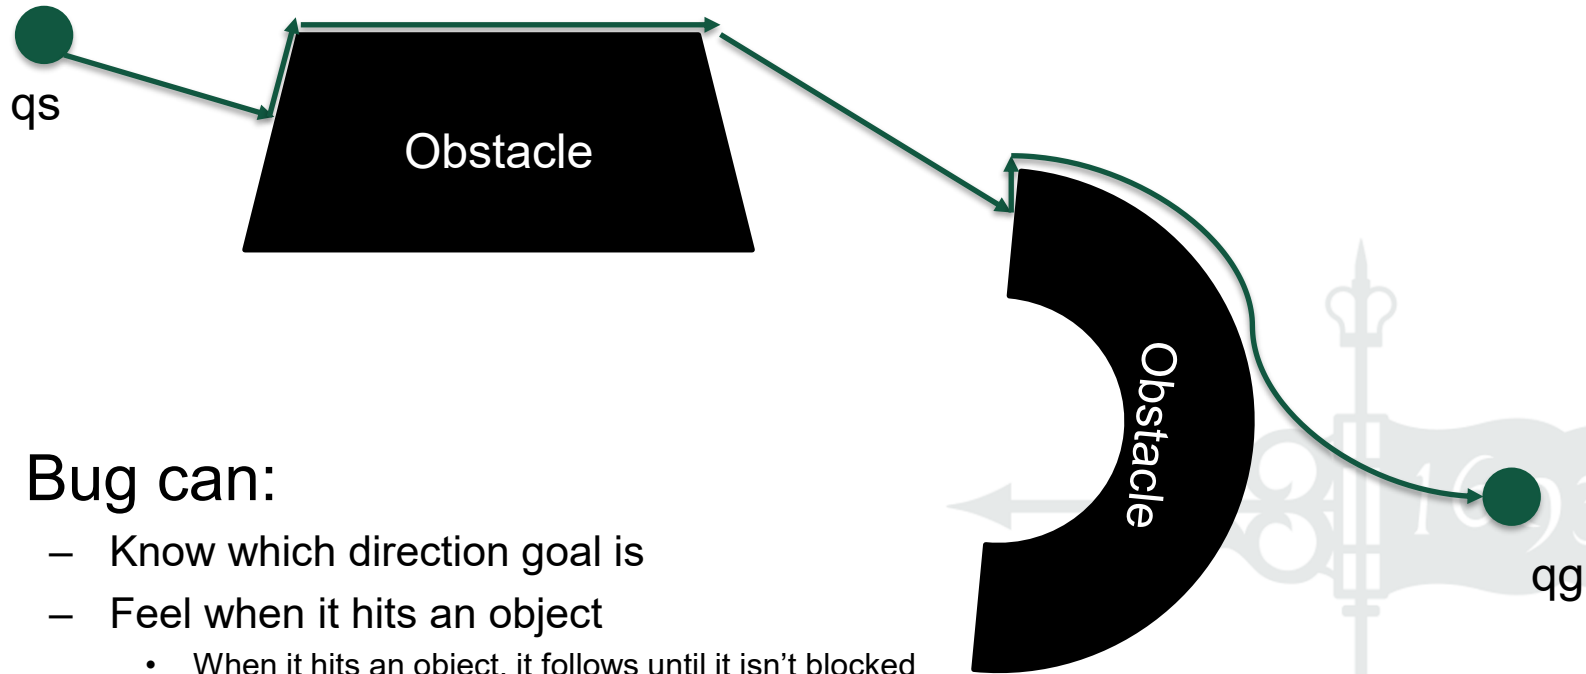 qs
Obstacle
Obstacle
Bug can:
– Know which direction goal is
– Feel when it hits an object
• When it hits an object, it follows until it isn't blocked
qg
1693